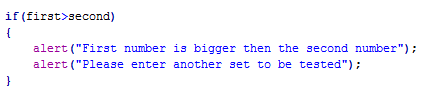 if(first>second)
{
    alert("First number is bigger then the second number");
    alert("Please enter another set to be tested");
}